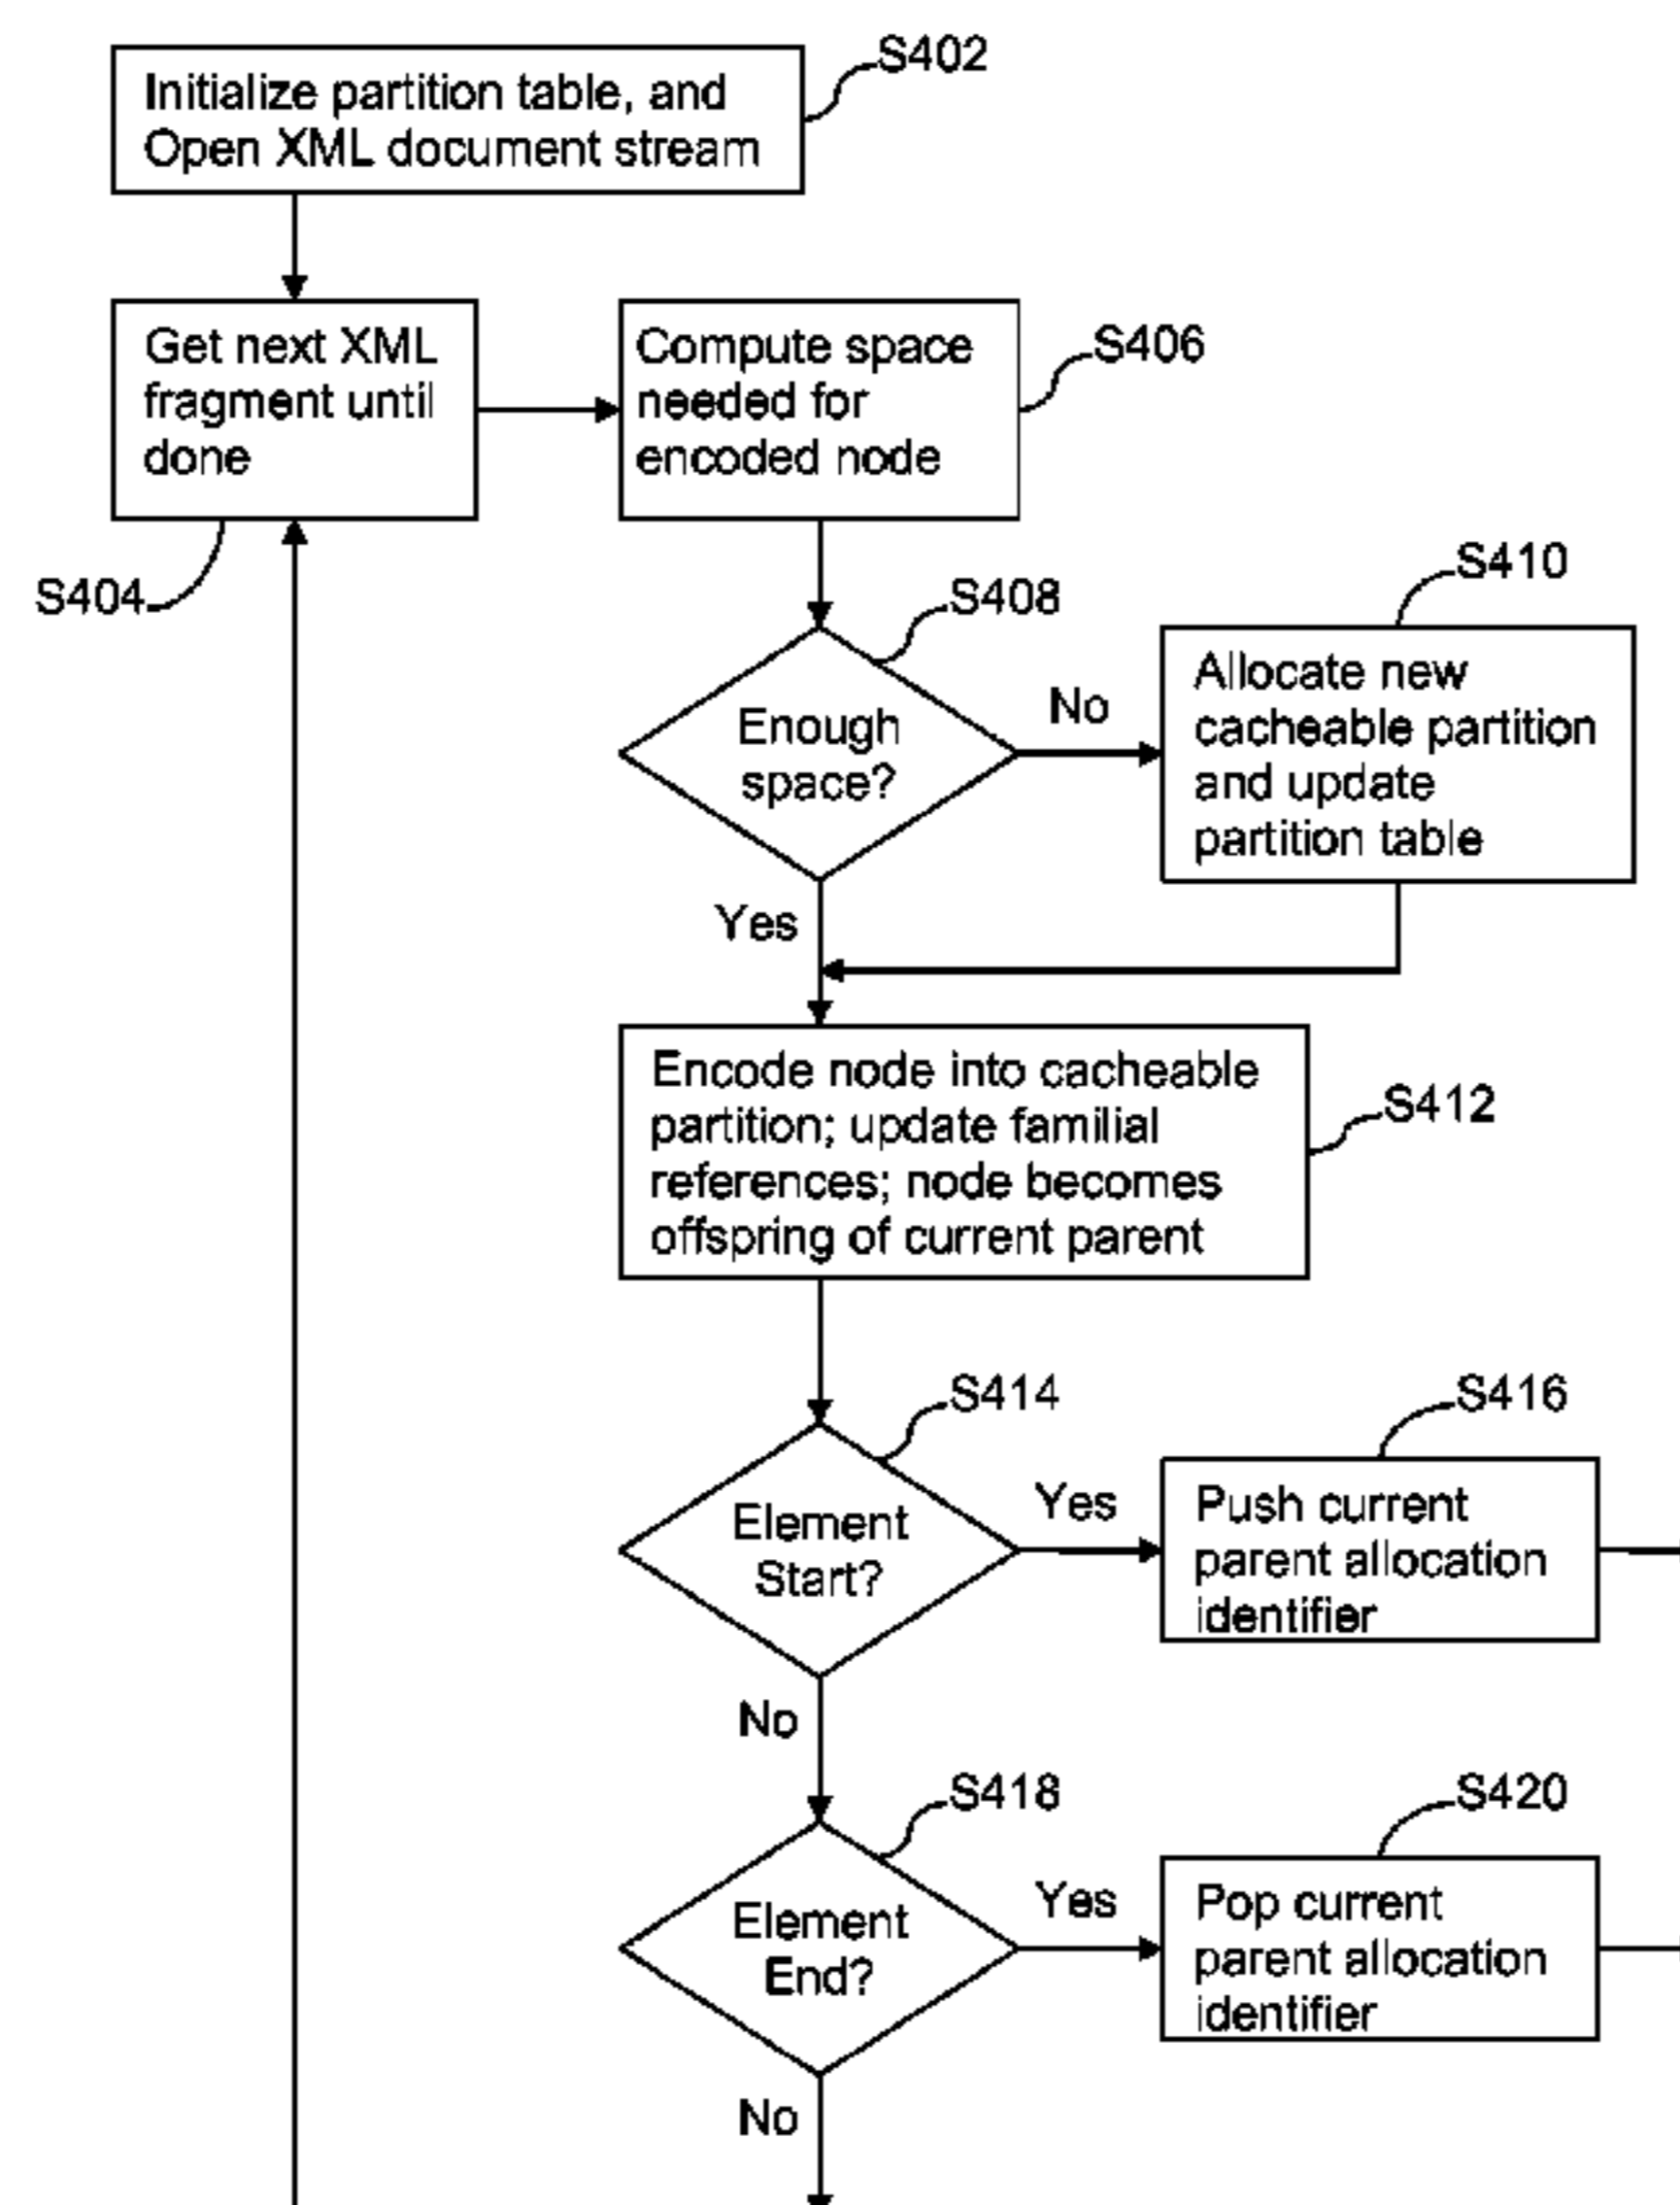 S402
Initialize partition table, and
Open XML document stream
Get next XML
fragment until
done
S404
Compute space
needed for
encoded node
S406
S408
Enough
space?
No
Yes
S410
Allocate new
cacheable partition
and update
partition table
Encode node into cacheable
partition; update familial
references; node becomes
offspring of current parent
S412
S414
Element
Start?
Yes
No
S416
Push current
parent allocation
identifier
S418
Element
End?
Yes
No
S420
Pop current
parent allocation
identifier